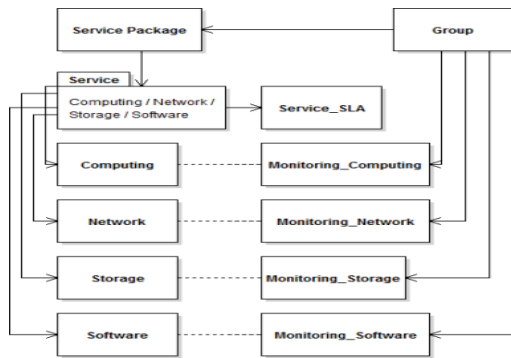 Service Package
Group
Service
Computing / Network /
Storage / Software
Service_SLA
Computing
Monitoring_Computing
Network
Monitoring_Network
Storage
Monitoring_Storage
Software
Monitoring_Software